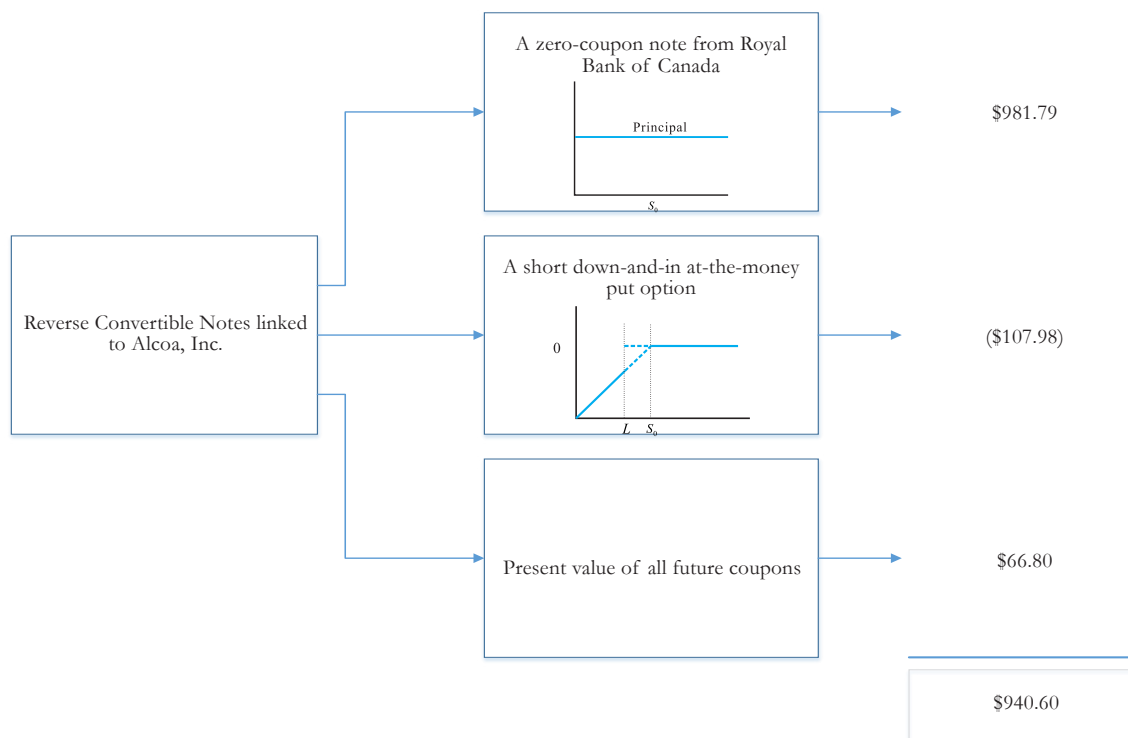 A zero-coupon note from Royal
Bank of Canada
Principal
S₀
$981.79
Reverse Convertible Notes linked
to Alcoa, Inc.
A short down-and-in at-the-money
put option
0
L S₀
($107.98)
Present value of all future coupons
$66.80
$940.60